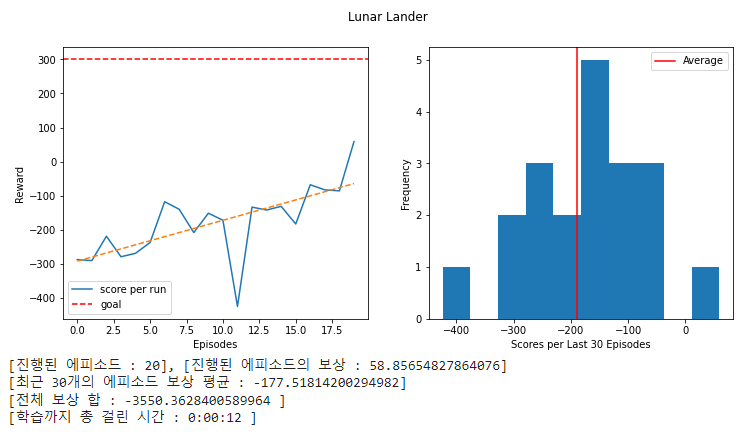 Lunar Lander
300
200
100
0
−100
−200
−300
−400
Reward
0.0 2.5 5.0 7.5 10.0 12.5 15.0 17.5
Episodes
score per run
goal
5
4
3
2
1
0
Frequency
−400 −300 −200 −100 0
Scores per Last 30 Episodes
Average
[진행된 에피소드 : 20], [진행된 에피소드의 보상 : 58.85654827864076]
[최근 30개의 에피소드 보상 평균 : -177.51814200294982]
[전체 보상 합 : -3550.3628400589964 ]
[학습까지 총 걸린 시간 : 0:00:12 ]